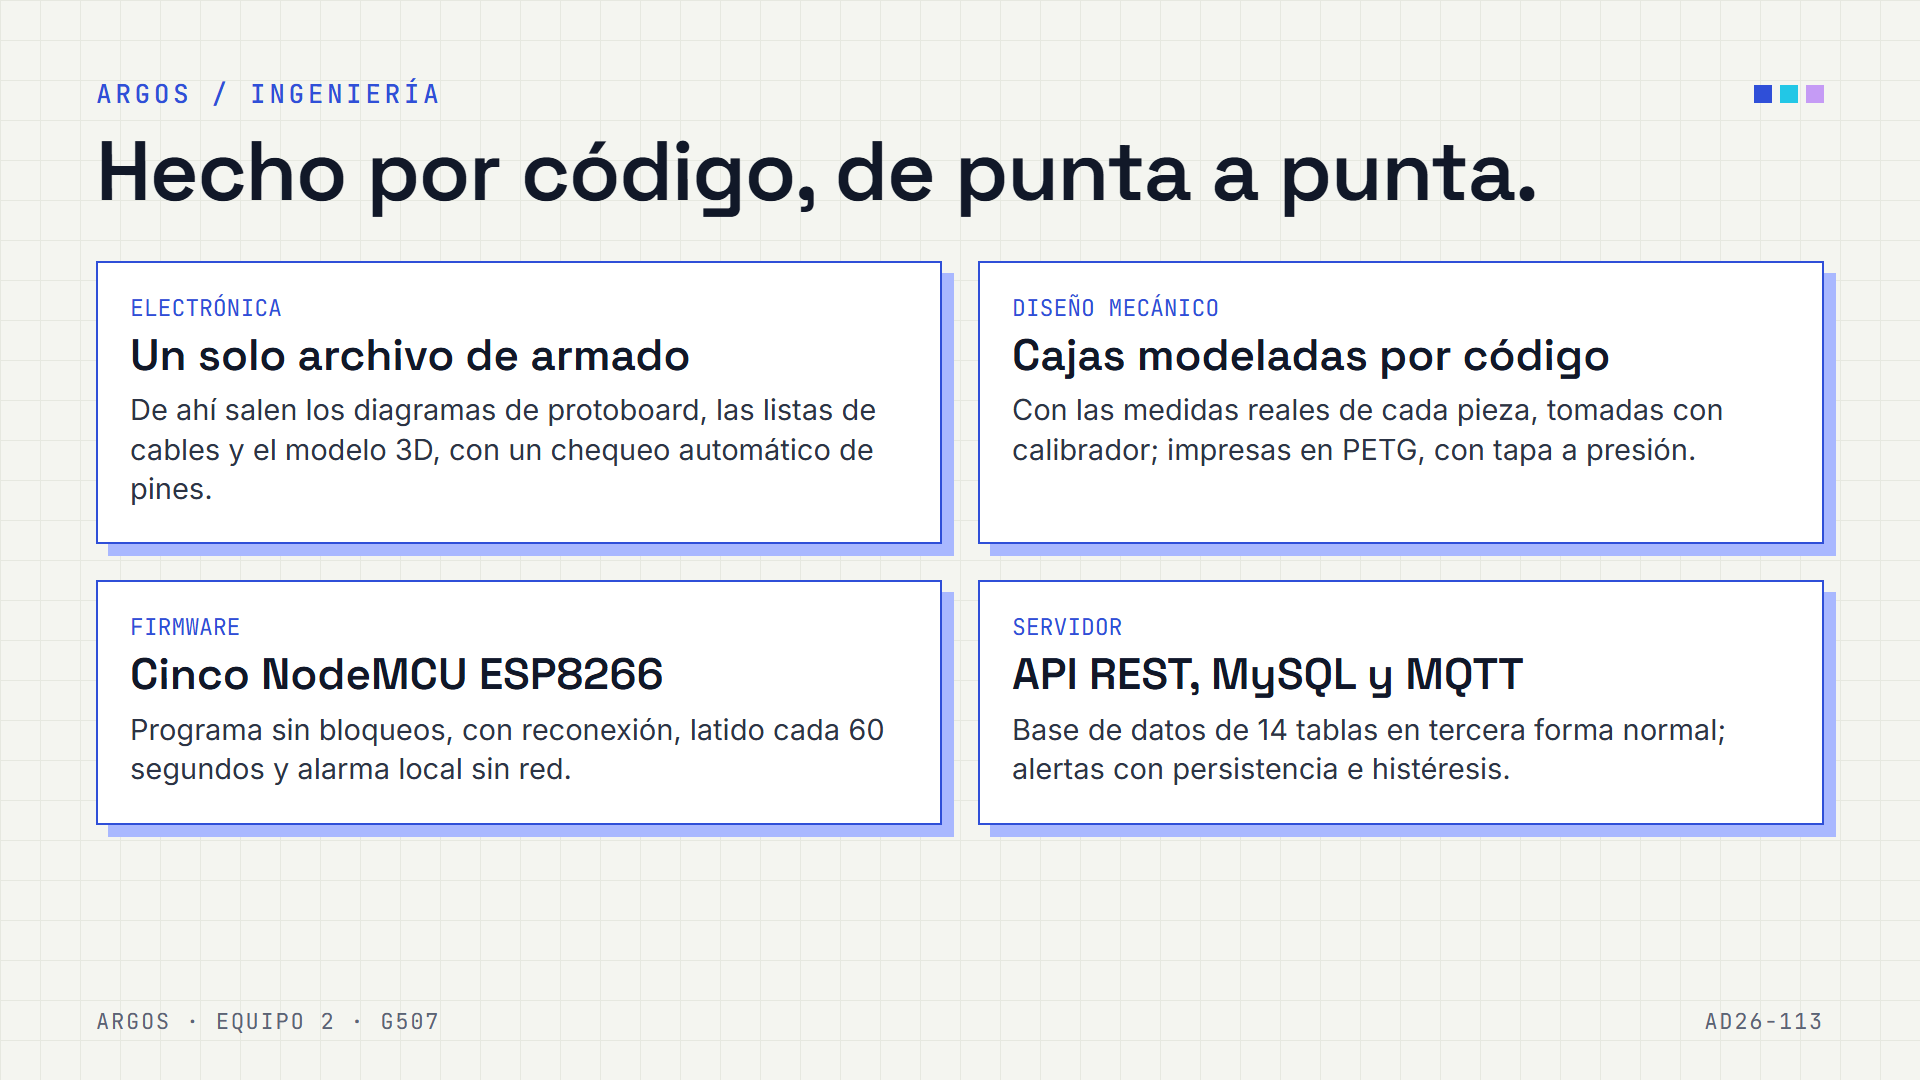 ARGOS / INGENIERÍA
Hecho por código, de punta a punta.
ELECTRÓNICA
Un solo archivo de armado
De ahí salen los diagramas de protoboard, las listas de
cables y el modelo 3D, con un chequeo automático de
pines.
DISEÑO MECÁNICO
Cajas modeladas por código
Con las medidas reales de cada pieza, tomadas con
calibrador; impresas en PETG, con tapa a presión.
FIRMWARE
Cinco NodeMCU ESP8266
Programa sin bloqueos, con reconexión, latido cada 60
segundos y alarma local sin red.
SERVIDOR
API REST, MySQL y MQTT
Base de datos de 14 tablas en tercera forma normal;
alertas con persistencia e histéresis.
ARGOS · EQUIPO 2 · G507
AD26-113